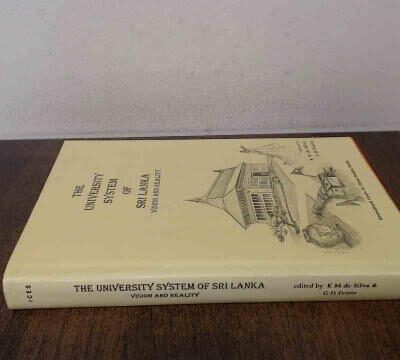 THE
UNIVERSITY
SYSTEM
OF
SRI LANKA
VISION AND REALITY
ICES
THE UNIVERSITY SYSTEM OF SRI LANKA
VISION AND REALITY
edited by K M de Silva &
G H Peiris